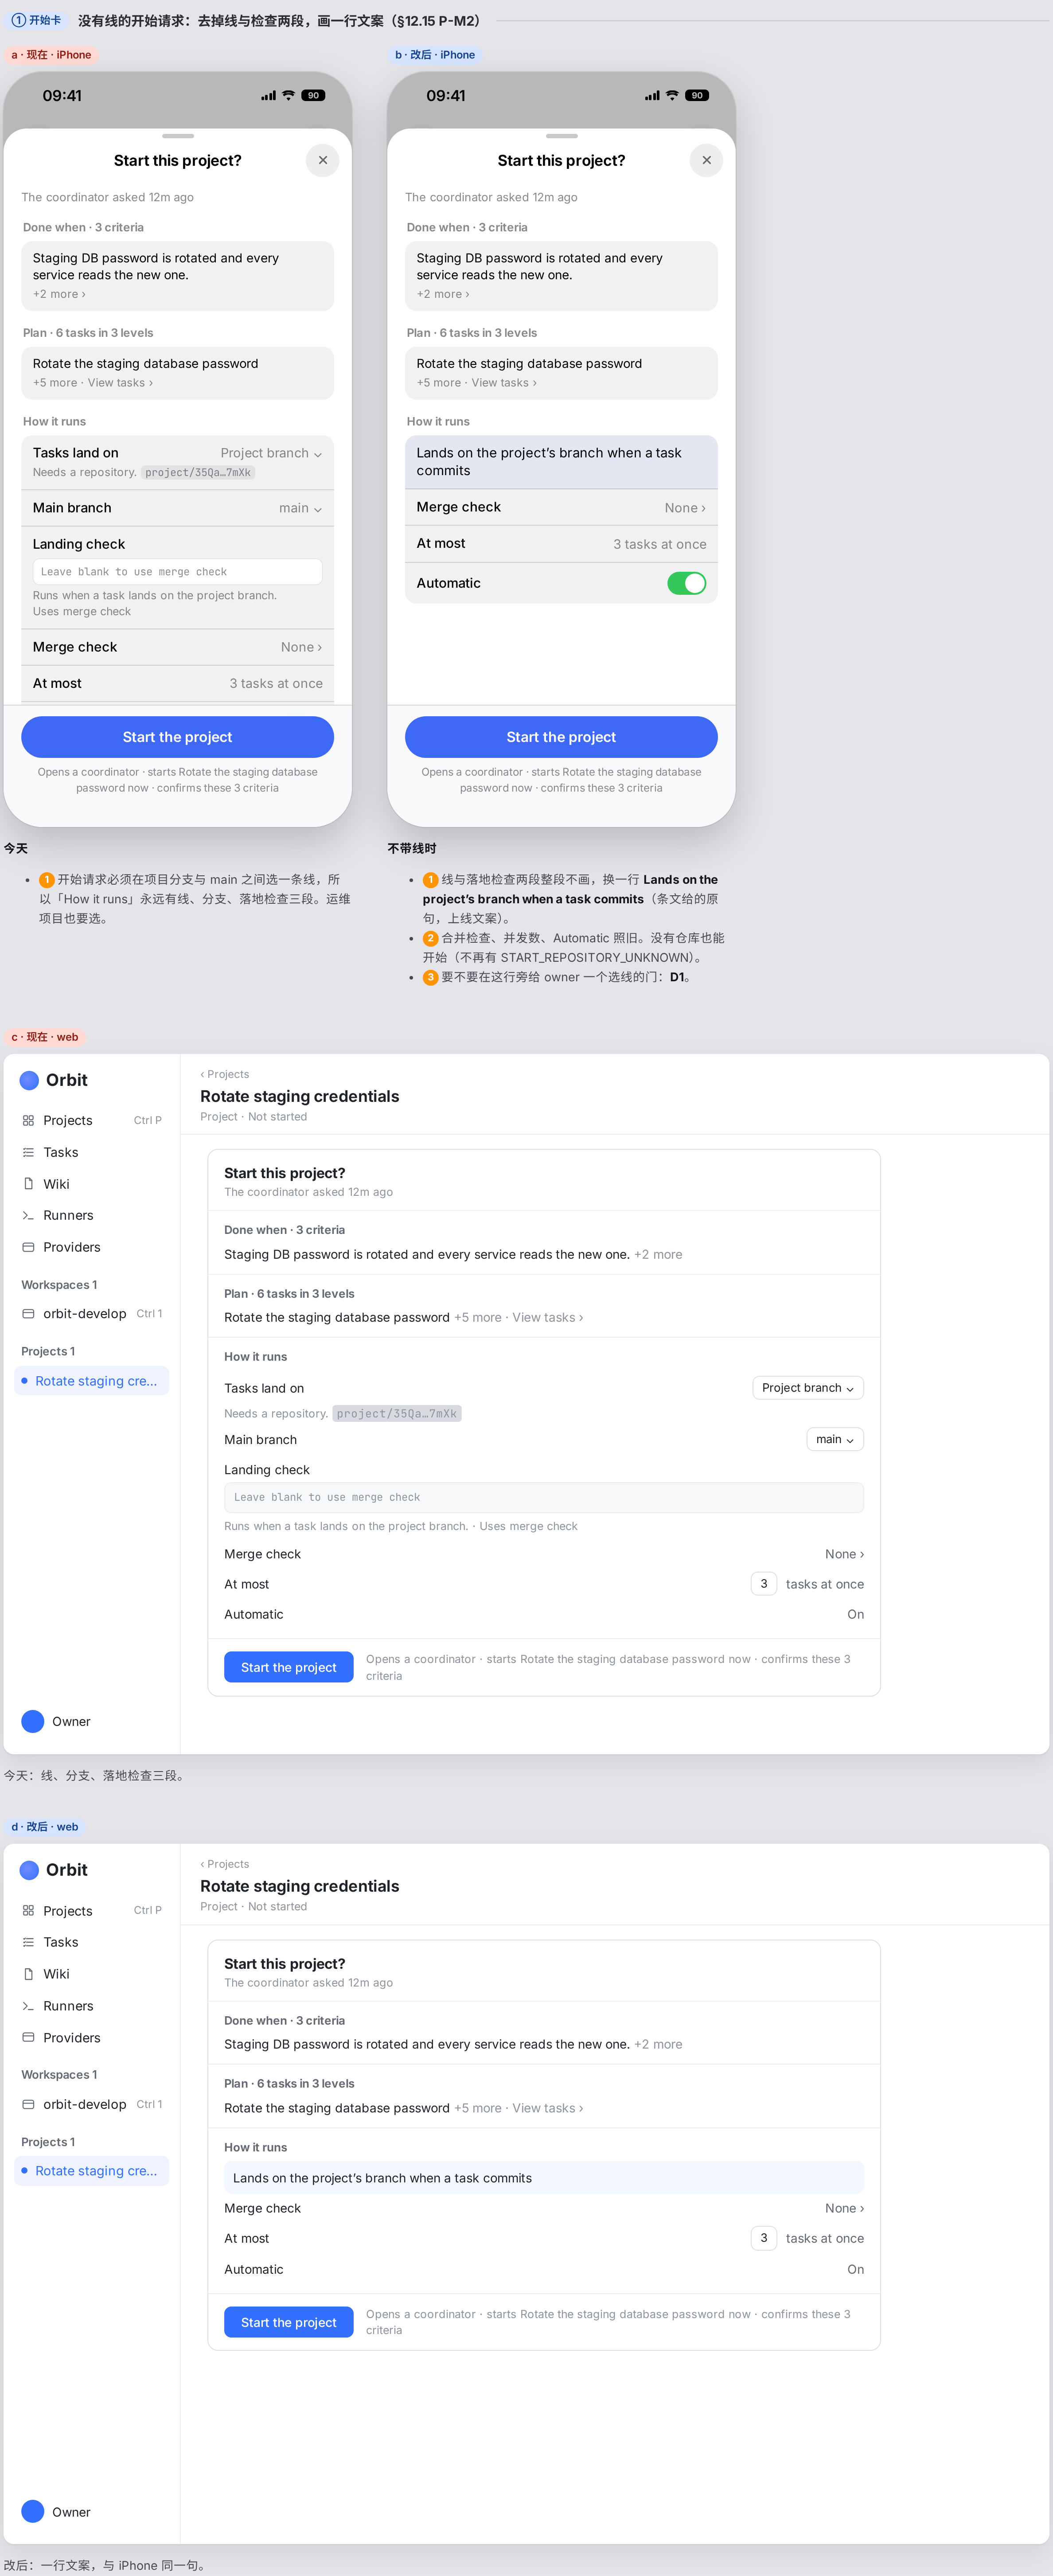 ① 开始卡 没有线的开始请求：去掉线与检查两段，画一行文案（§12.15 P-M2）
a · 现在 · iPhone
09:41
90
Start this project?
The coordinator asked 12m ago
Done when · 3 criteria
Staging DB password is rotated and every
service reads the new one.
+2 more ›
Plan · 6 tasks in 3 levels
Rotate the staging database password
+5 more · View tasks ›
How it runs
Tasks land on Project branch
Needs a repository. project/35Qa…7mXk
Main branch main
Landing check
Leave blank to use merge check
Runs when a task lands on the project branch.
Uses merge check
Merge check None ›
At most 3 tasks at once
Start the project
Opens a coordinator · starts Rotate the staging database
password now · confirms these 3 criteria
今天
1 开始请求必须在项目分支与 main 之间选一条线，所
以「How it runs」永远有线、分支、落地检查三段。运维
项目也要选。
b · 改后 · iPhone
09:41
90
Start this project?
The coordinator asked 12m ago
Done when · 3 criteria
Staging DB password is rotated and every
service reads the new one.
+2 more ›
Plan · 6 tasks in 3 levels
Rotate the staging database password
+5 more · View tasks ›
How it runs
Lands on the project’s branch when a task
commits
Merge check None ›
At most 3 tasks at once
Automatic
Start the project
Opens a coordinator · starts Rotate the staging database
password now · confirms these 3 criteria
不带线时
1 线与落地检查两段整段不画，换一行 Lands on the
project’s branch when a task commits（条文给的原
句，上线文案）。
2 合并检查、并发数、Automatic 照旧。没有仓库也能
开始（不再有 START_REPOSITORY_UNKNOWN）。
3 要不要在这行旁给 owner 一个选线的门：D1。
c · 现在 · web
Orbit
Projects Ctrl P
Tasks
Wiki
Runners
Providers
Workspaces 1
orbit-develop Ctrl 1
Projects 1
Rotate staging cre…
Owner
‹ Projects
Rotate staging credentials
Project · Not started
Start this project?
The coordinator asked 12m ago
Done when · 3 criteria
Staging DB password is rotated and every service reads the new one. +2 more
Plan · 6 tasks in 3 levels
Rotate the staging database password +5 more · View tasks ›
How it runs
Tasks land on Project branch
Needs a repository. project/35Qa…7mXk
Main branch main
Landing check
Leave blank to use merge check
Runs when a task lands on the project branch. · Uses merge check
Merge check None ›
At most 3 tasks at once
Automatic On
Start the project
Opens a coordinator · starts Rotate the staging database password now · confirms these 3
criteria
今天：线、分支、落地检查三段。
d · 改后 · web
Orbit
Projects Ctrl P
Tasks
Wiki
Runners
Providers
Workspaces 1
orbit-develop Ctrl 1
Projects 1
Rotate staging cre…
Owner
‹ Projects
Rotate staging credentials
Project · Not started
Start this project?
The coordinator asked 12m ago
Done when · 3 criteria
Staging DB password is rotated and every service reads the new one. +2 more
Plan · 6 tasks in 3 levels
Rotate the staging database password +5 more · View tasks ›
How it runs
Lands on the project’s branch when a task commits
Merge check None ›
At most 3 tasks at once
Automatic On
Start the project
Opens a coordinator · starts Rotate the staging database password now · confirms these 3
criteria
改后：一行文案，与 iPhone 同一句。